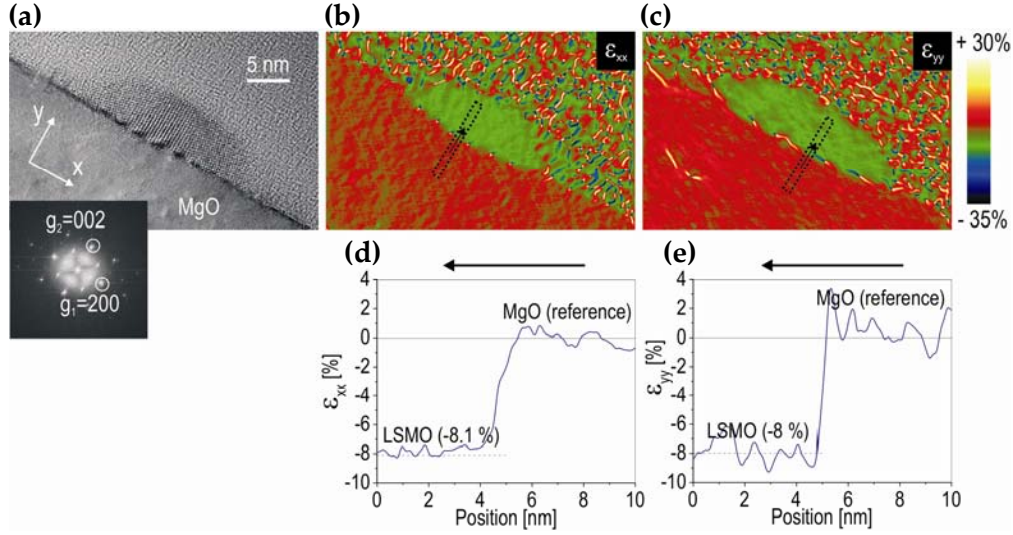 (a)
(b)
(c)
5 nm
y
x
MgO
g2=002
g1=200
εxx
εyy
+ 30%
- 35%
(d)
(e)
4
2
0
-2
-4
-6
-8
-10
εxx [%]
MgO (reference)
LSMO (-8.1 %)
0 2 4 6 8 10
Position [nm]
4
2
0
-2
-4
-6
-8
-10
εyy [%]
MgO (reference)
LSMO (-8 %)
0 2 4 6 8 10
Position [nm]